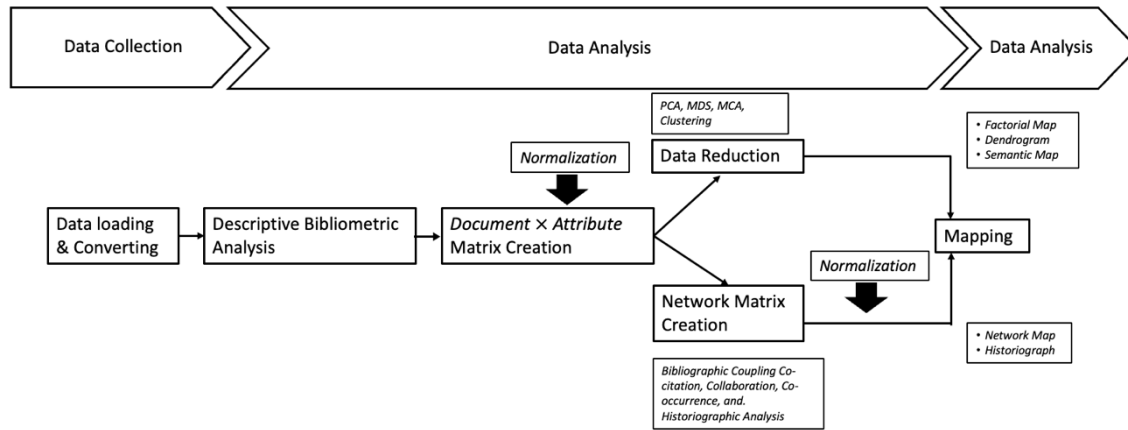 Data Collection
Data Analysis
Data Analysis
PCA, MDS, MCA,
Clustering
• Factorial Map
• Dendrogram
• Semantic Map
Normalization
Data Reduction
Data loading
& Converting
Descriptive Bibliometric
Analysis
Document × Attribute
Matrix Creation
Mapping
Normalization
Network Matrix
Creation
• Network Map
• Historiograph
Bibliographic Coupling Co-
citation, Collaboration, Co-
occurrence, and.
Historiographic Analysis